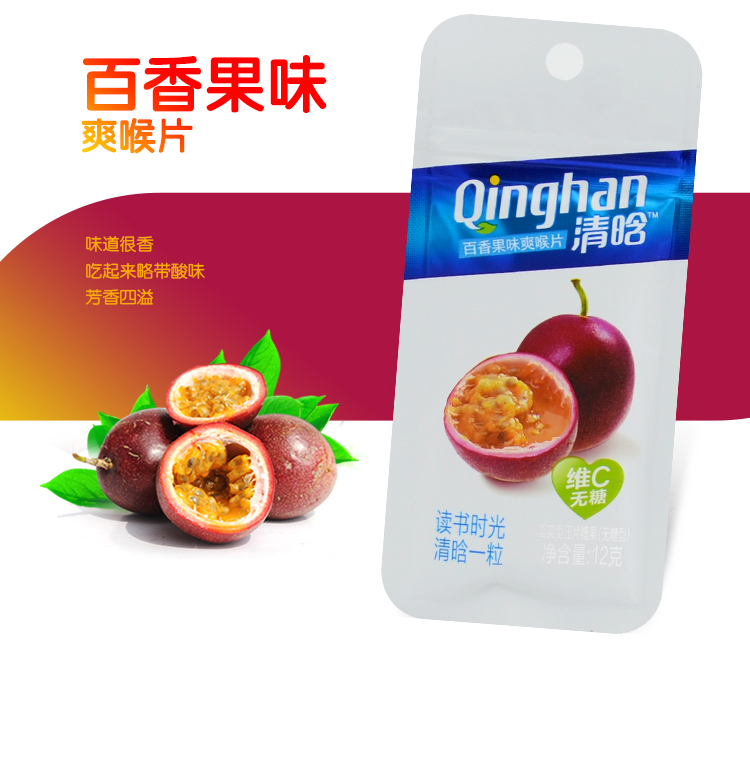 百香果味
爽喉片
味道很香
吃起来略带酸味
芳香四溢
Qinghan
百香果味爽喉片
清晗™
维C
无糖
读书时光
清晗一粒
净含量:12克